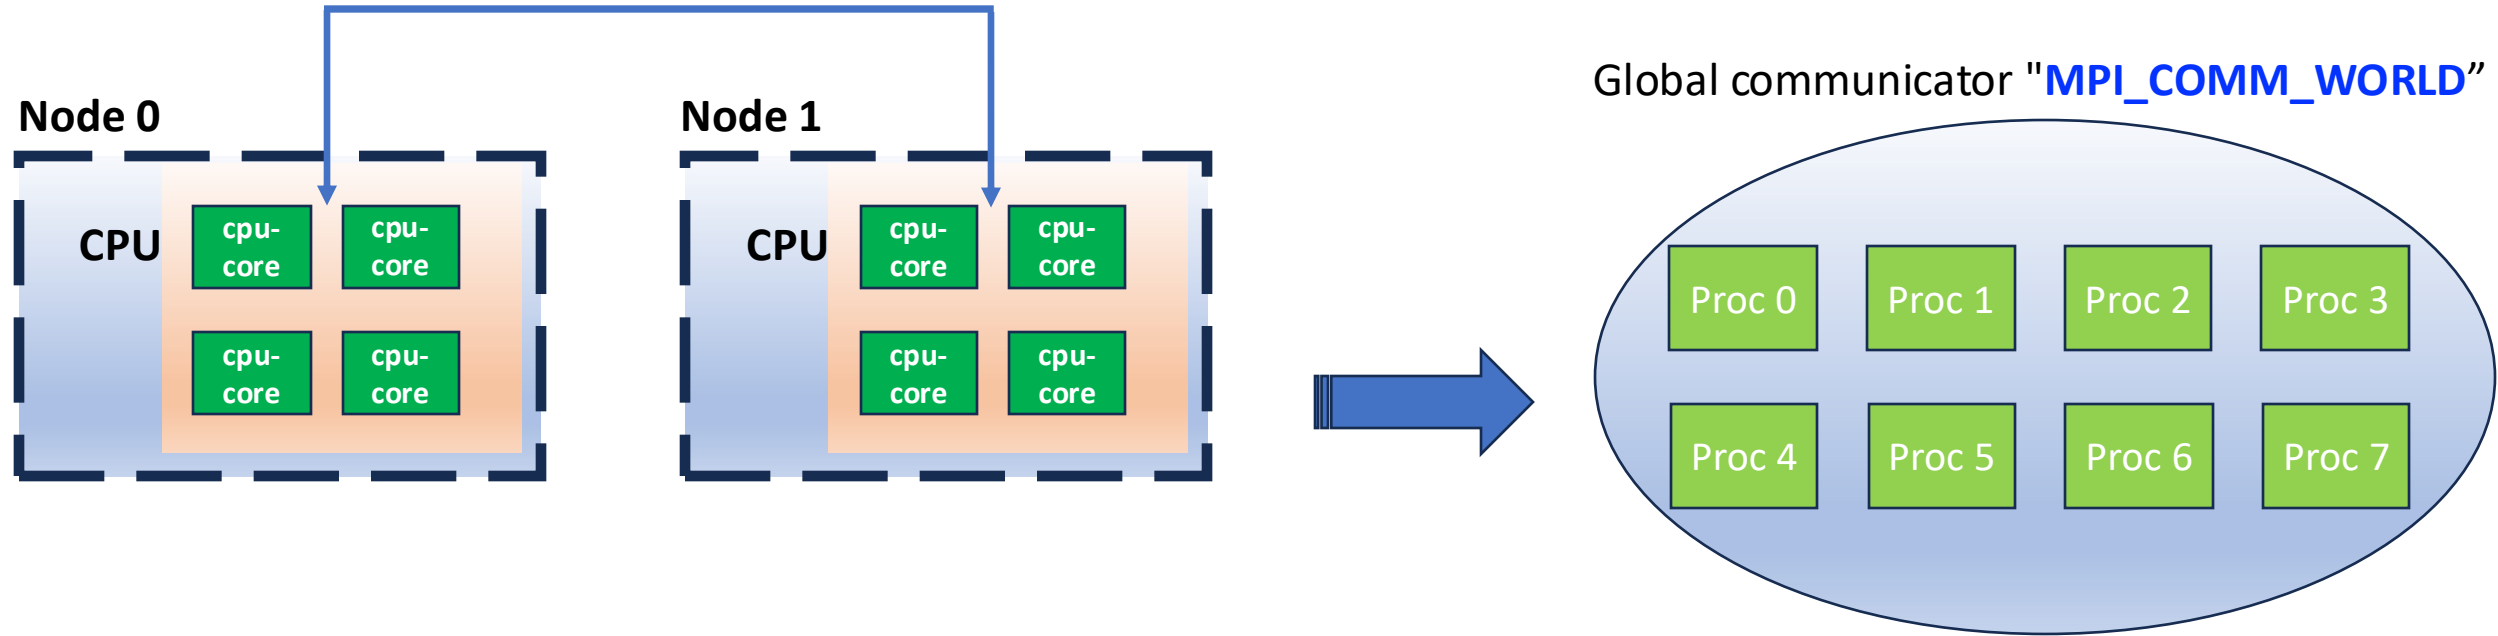 Global communicator "MPI_COMM_WORLD”
Node 0
Node 1
CPU
cpu-
core
cpu-
core
cpu-
core
cpu-
core
CPU
cpu-
core
cpu-
core
cpu-
core
cpu-
core
Proc 0
Proc 1
Proc 2
Proc 3
Proc 4
Proc 5
Proc 6
Proc 7